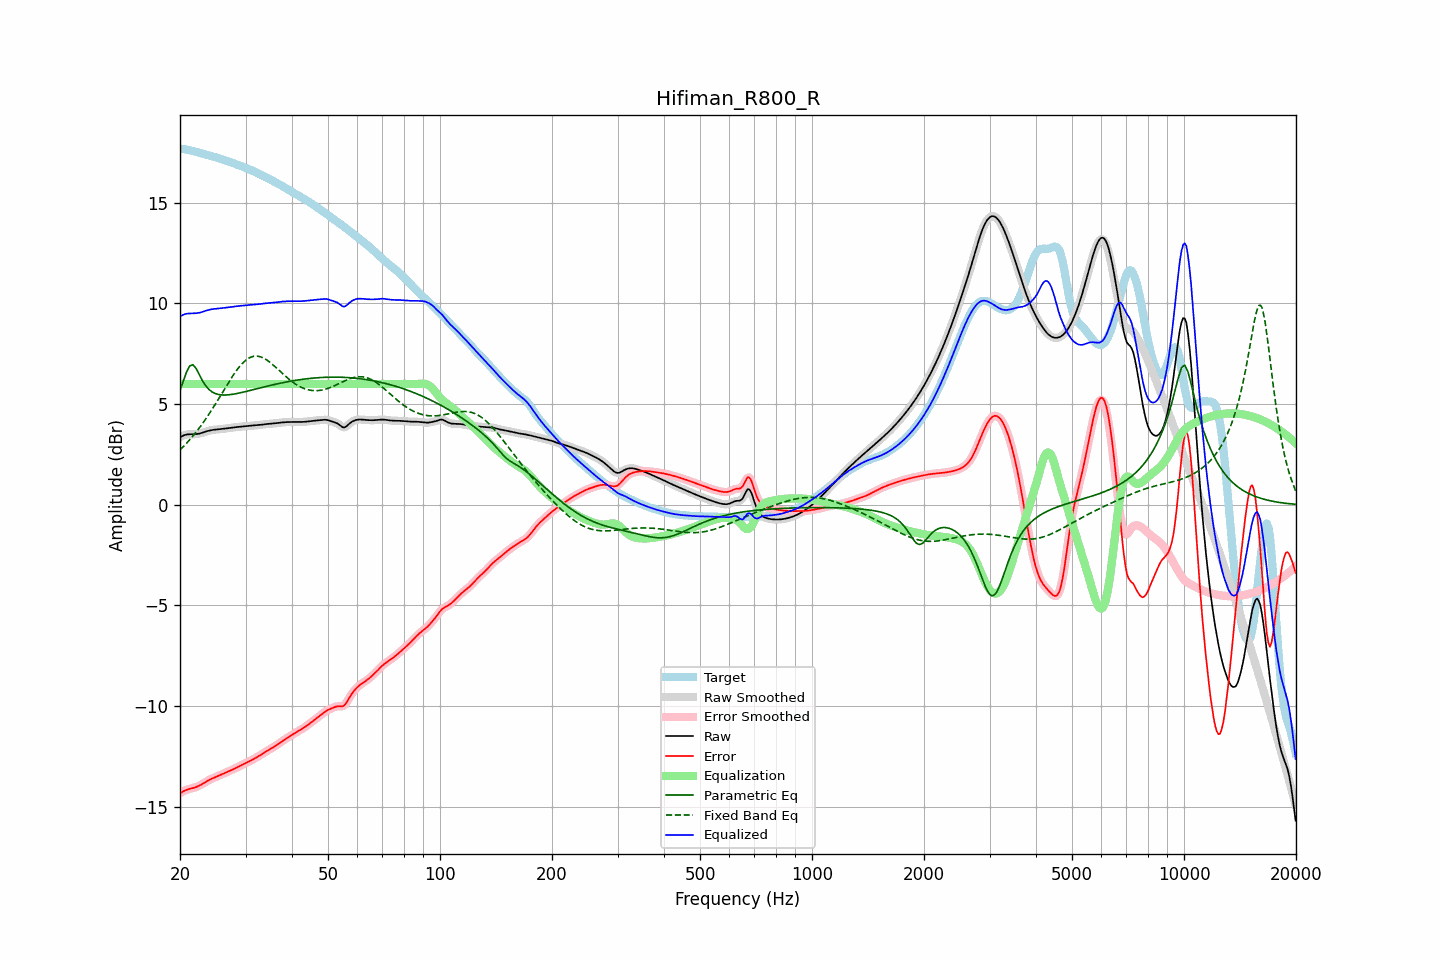 Hifiman_R800_R
Amplitude (dBr)
15
10
5
0
−5
−10
−15
Target
Raw Smoothed
Error Smoothed
Raw
Error
Equalization
Parametric Eq
Fixed Band Eq
Equalized
20
50
100
200
500
1000
2000
5000
10000
20000
Frequency (Hz)